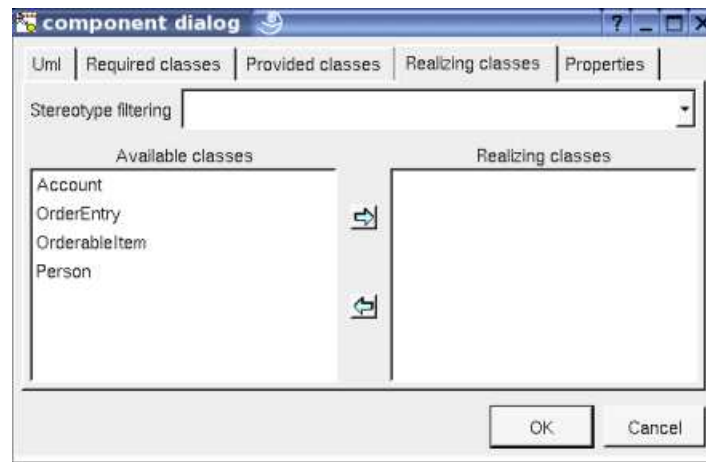 component dialog ?
Uml Required classes Provided classes Realizing classes Properties
Stereotype filtering
Available classes Realizing classes
Account
OrderEntry
OrderableItem
Person
OK Cancel